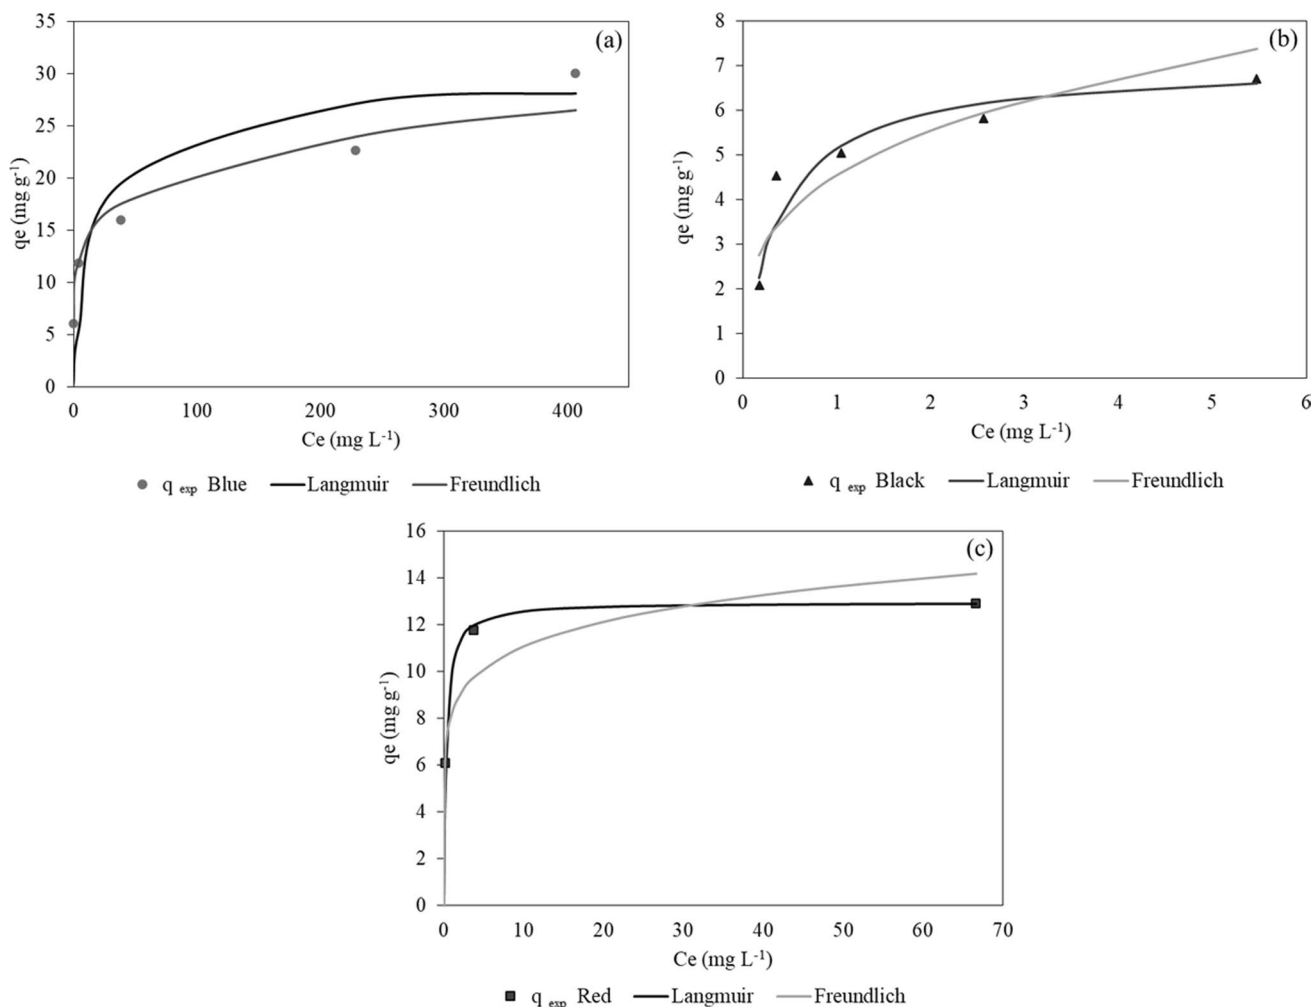 (a)
35
30
25
20
15
10
5
0
qe (mg g⁻¹)
0 100 200 300 400
Ce (mg L⁻¹)
q exp Blue Langmuir Freundlich
(b)
8
7
6
5
4
3
2
1
0
qe (mg g⁻¹)
0 1 2 3 4 5 6
Ce (mg L⁻¹)
q exp Black Langmuir Freundlich
(c)
16
14
12
10
8
6
4
2
0
qe (mg g⁻¹)
0 10 20 30 40 50 60 70
Ce (mg L⁻¹)
q exp Red Langmuir Freundlich